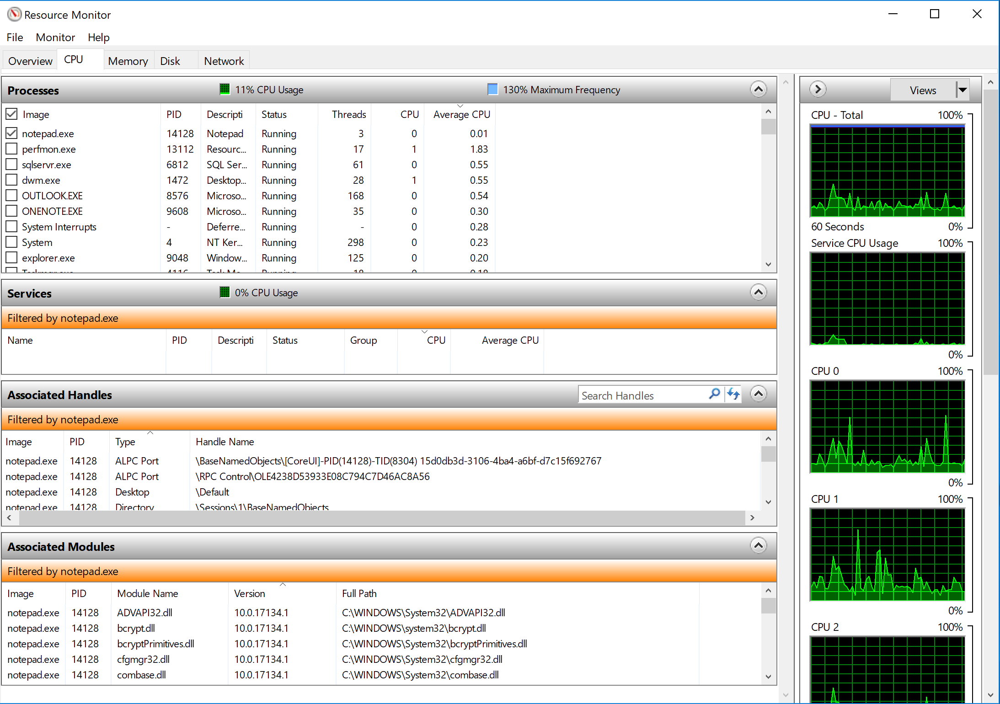 Resource Monitor
File Monitor Help
Overview CPU Memory Disk Network
Processes 11% CPU Usage 130% Maximum Frequency
Image PID Descripti Status Threads CPU Average CPU
notepad.exe 14128 Notepad Running 3 0 0.01
perfmon.exe 13112 Resourc... Running 17 1 1.83
sqlservr.exe 6812 SQL Ser... Running 61 0 0.55
dwm.exe 1472 Desktop... Running 28 1 0.55
OUTLOOK.EXE 8576 Microso... Running 168 0 0.54
ONENOTE.EXE 9608 Microso... Running 35 0 0.30
System Interrupts - Deferre... Running - 0 0.28
System 4 NT Ker... Running 298 0 0.23
explorer.exe 9048 Window... Running 125 0 0.20
Services 0% CPU Usage
Filtered by notepad.exe
Name PID Descripti Status Group CPU Average CPU
Associated Handles Search Handles
Filtered by notepad.exe
Image PID Type Handle Name
notepad.exe 14128 ALPC Port \BaseNamedObjects\[CoreUI]-PID(14128)-TID(8304) 15d0db3d-3106-4ba4-a6bf-d7c15f692767
notepad.exe 14128 ALPC Port \RPC Control\OLE4238D53933E08C794C7D46AC8A56
notepad.exe 14128 Desktop \Default
notepad.exe 14128 Directory \Sessions\1\BaseNamedObjects
Associated Modules
Filtered by notepad.exe
Image PID Module Name Version Full Path
notepad.exe 14128 ADVAPI32.dll 10.0.17134.1 C:\WINDOWS\System32\ADVAPI32.dll
notepad.exe 14128 bcrypt.dll 10.0.17134.1 C:\WINDOWS\system32\bcrypt.dll
notepad.exe 14128 bcryptPrimitives.dll 10.0.17134.1 C:\WINDOWS\System32\bcryptPrimitives.dll
notepad.exe 14128 cfgmgr32.dll 10.0.17134.1 C:\WINDOWS\System32\cfgmgr32.dll
notepad.exe 14128 combase.dll 10.0.17134.1 C:\WINDOWS\System32\combase.dll
Views
CPU - Total 100%
60 Seconds 0%
Service CPU Usage 100%
0%
CPU 0 100%
0%
CPU 1 100%
0%
CPU 2 100%